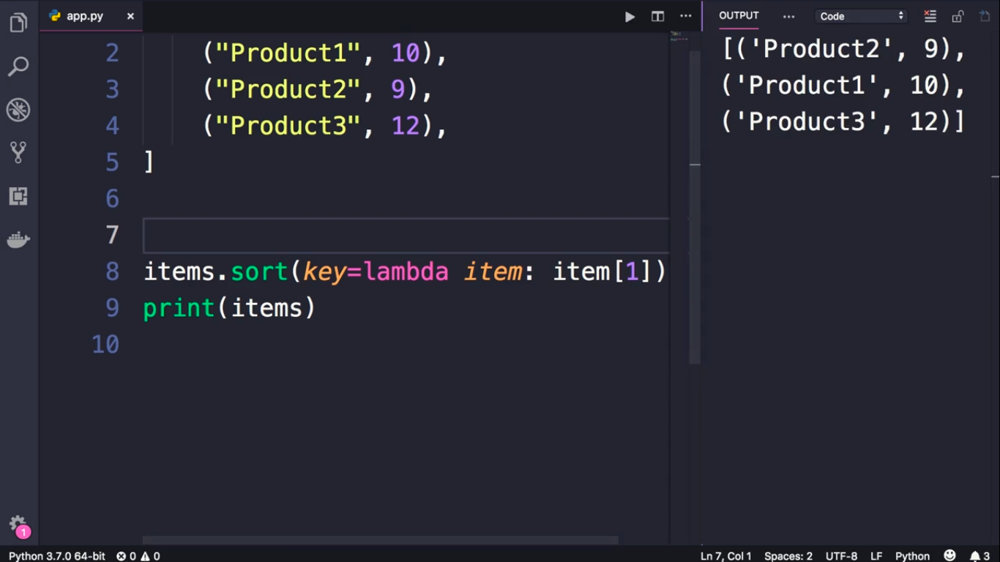 app.py ×
OUTPUT ··· Code
2 ("Product1", 10),
3 ("Product2", 9),
4 ("Product3", 12),
5 ]
6
7
8 items.sort(key=lambda item: item[1])
9 print(items)
10
[('Product2', 9),
('Product1', 10),
('Product3', 12)]
1
Python 3.7.0 64-bit 0 0 Ln 7, Col 1 Spaces: 2 UTF-8 LF Python 3